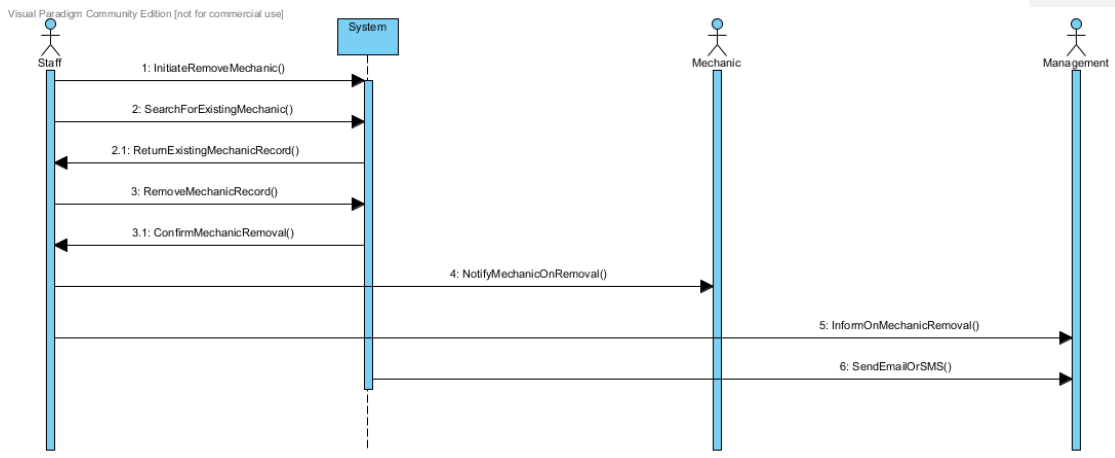 Visual Paradigm Community Edition [not for commercial use]
System
Staff
Mechanic
Management
1: InitiateRemoveMechanic()
2: SearchForExistingMechanic()
2.1: ReturnExistingMechanicRecord()
3: RemoveMechanicRecord()
3.1: ConfirmMechanicRemoval()
4: NotifyMechanicOnRemoval()
5: InformOnMechanicRemoval()
6: SendEmailOrSMS()